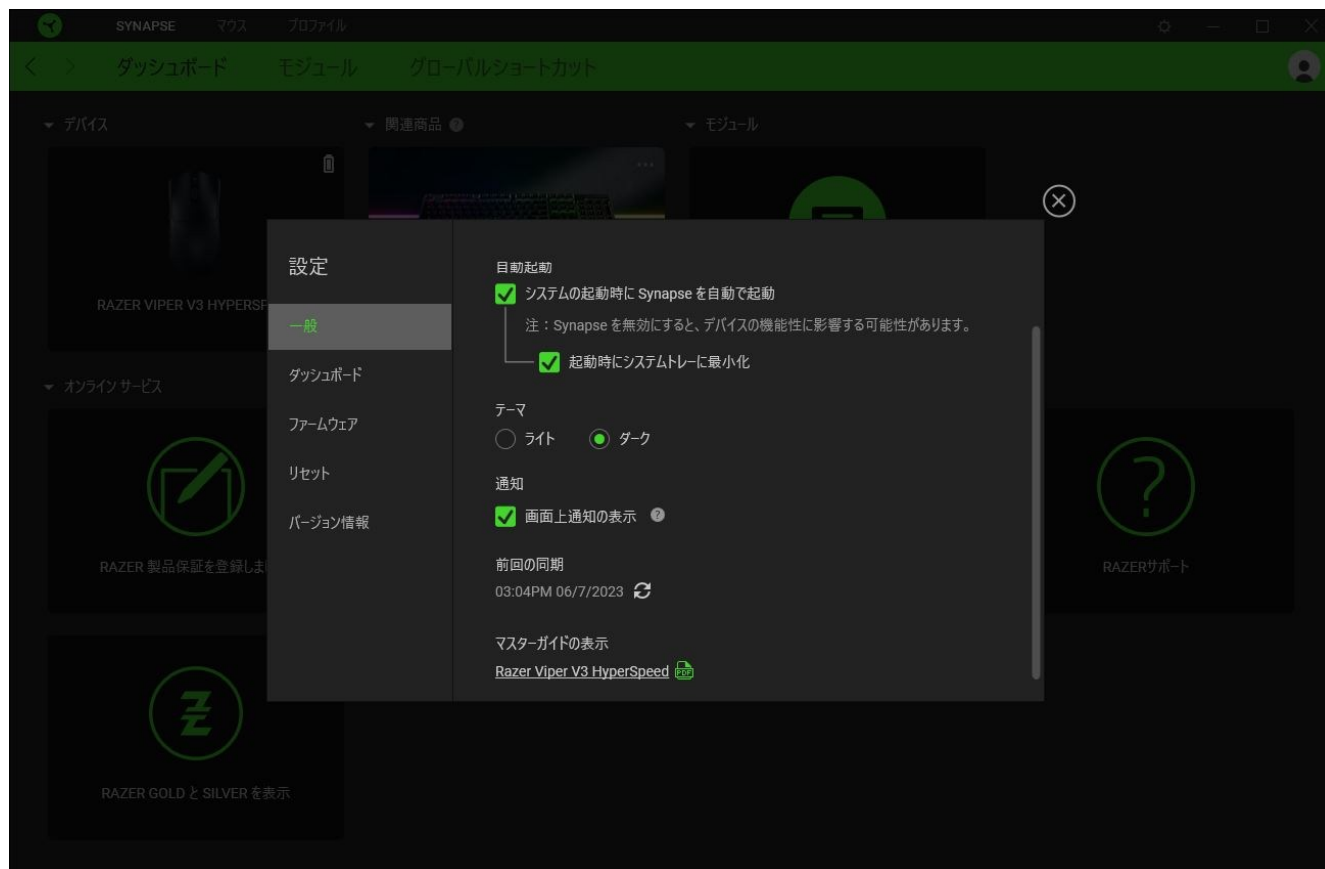 SYNAPSE
マウス
プロファイル
ダッシュボード
モジュール
グローバルショートカット
デバイス
関連商品
モジュール
RAZER VIPER V3
オンライン サービス
RAZER 製品保証を登録しま
RAZERサポート
RAZER GOLD と SILVER を表示
設定
一般
ダッシュボード
ファームウェア
リセット
バージョン情報
自動起動
システムの起動時に Synapse を自動で起動
注：Synapse を無効にすると、デバイスの機能性に影響する可能性があります。
起動時にシステムトレーに最小化
テーマ
ライト
ダーク
通知
画面上通知の表示
前回の同期
03:04PM 06/7/2023
マスターガイドの表示
Razer Viper V3 HyperSpeed
PDF